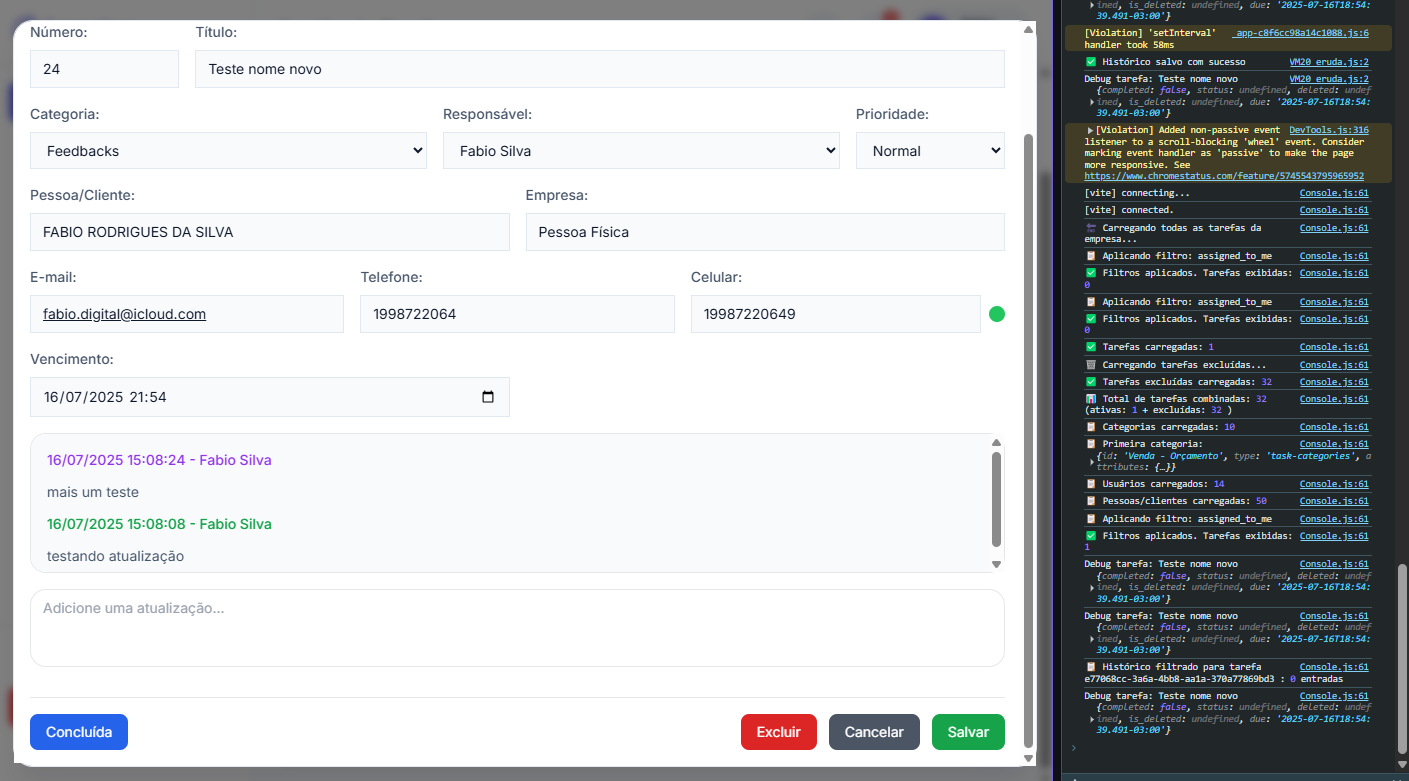 Número:
Título:
24
Teste nome novo
Categoria:
Responsável:
Prioridade:
Feedbacks
Fabio Silva
Normal
Pessoa/Cliente:
Empresa:
FABIO RODRIGUES DA SILVA
Pessoa Física
E-mail:
Telefone:
Celular:
fabio.digital@icloud.com
1998722064
19987220649
Vencimento:
16/07/2025 21:54
16/07/2025 15:08:24 - Fabio Silva
mais um teste
16/07/2025 15:08:08 - Fabio Silva
testando atualização
Adicione uma atualização...
Concluída
Excluir
Cancelar
Salvar
ined, is_deleted: undefined, due: '2025-07-16T18:54:
39.491-03:00'}
[Violation] 'setInterval' _app-c8f6cc98a14c1088.js:6
handler took 58ms
✅ Histórico salvo com sucesso VM20 eruda.js:2
Debug tarefa: Teste nome novo VM20 eruda.js:2
{completed: false, status: undefined, deleted: undef
ined, is_deleted: undefined, due: '2025-07-16T18:54:
39.491-03:00'}
[Violation] Added non-passive event DevTools.js:316
listener to a scroll-blocking 'wheel' event. Consider
marking event handler as 'passive' to make the page
more responsive. See
https://www.chromestatus.com/feature/5745543795965952
[vite] connecting... Console.js:61
[vite] connected. Console.js:61
Carregando todas as tarefas da Console.js:61
empresa...
📋 Aplicando filtro: assigned_to_me Console.js:61
✅ Filtros aplicados. Tarefas exibidas: Console.js:61
0
📋 Aplicando filtro: assigned_to_me Console.js:61
✅ Filtros aplicados. Tarefas exibidas: Console.js:61
0
✅ Tarefas carregadas: 1 Console.js:61
🗑️ Carregando tarefas excluídas... Console.js:61
✅ Tarefas excluídas carregadas: 32 Console.js:61
📊 Total de tarefas combinadas: 32 Console.js:61
(ativas: 1 + excluídas: 32 )
📋 Categorias carregadas: 10 Console.js:61
📋 Primeira categoria: Console.js:61
{id: 'Venda - Orçamento', type: 'task-categories', a
ttributes: {…}}
📋 Usuários carregados: 14 Console.js:61
📋 Pessoas/clientes carregadas: 50 Console.js:61
📋 Aplicando filtro: assigned_to_me Console.js:61
✅ Filtros aplicados. Tarefas exibidas: Console.js:61
1
Debug tarefa: Teste nome novo Console.js:61
{completed: false, status: undefined, deleted: undef
ined, is_deleted: undefined, due: '2025-07-16T18:54:
39.491-03:00'}
Debug tarefa: Teste nome novo Console.js:61
{completed: false, status: undefined, deleted: undef
ined, is_deleted: undefined, due: '2025-07-16T18:54:
39.491-03:00'}
📋 Histórico filtrado para tarefa Console.js:61
e77068cc-3a6a-4bb8-aa1a-370a77869bd3 : 0 entradas
Debug tarefa: Teste nome novo Console.js:61
{completed: false, status: undefined, deleted: undef
ined, is_deleted: undefined, due: '2025-07-16T18:54:
39.491-03:00'}